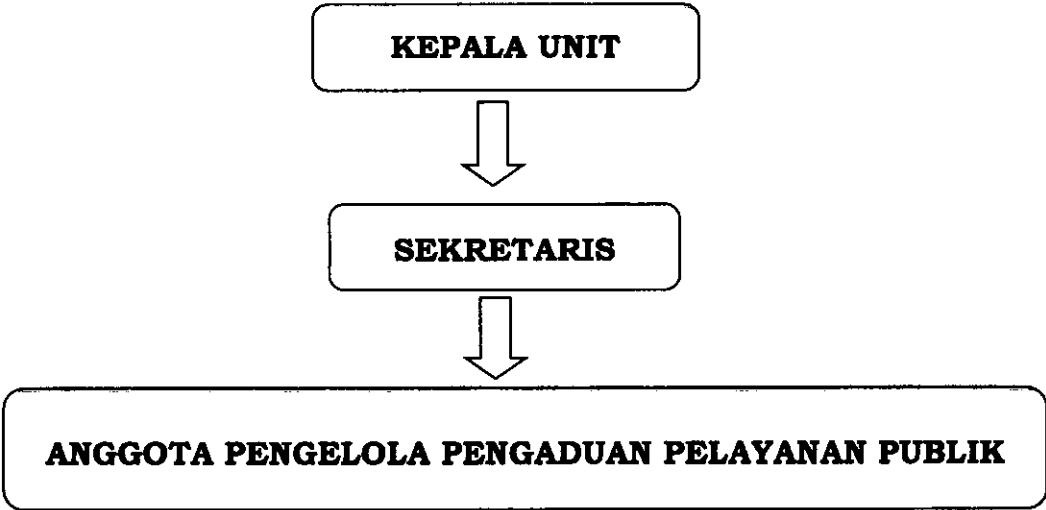 KEPALA UNIT
SEKRETARIS
ANGGOTA PENGELOLA PENGADUAN PELAYANAN PUBLIK